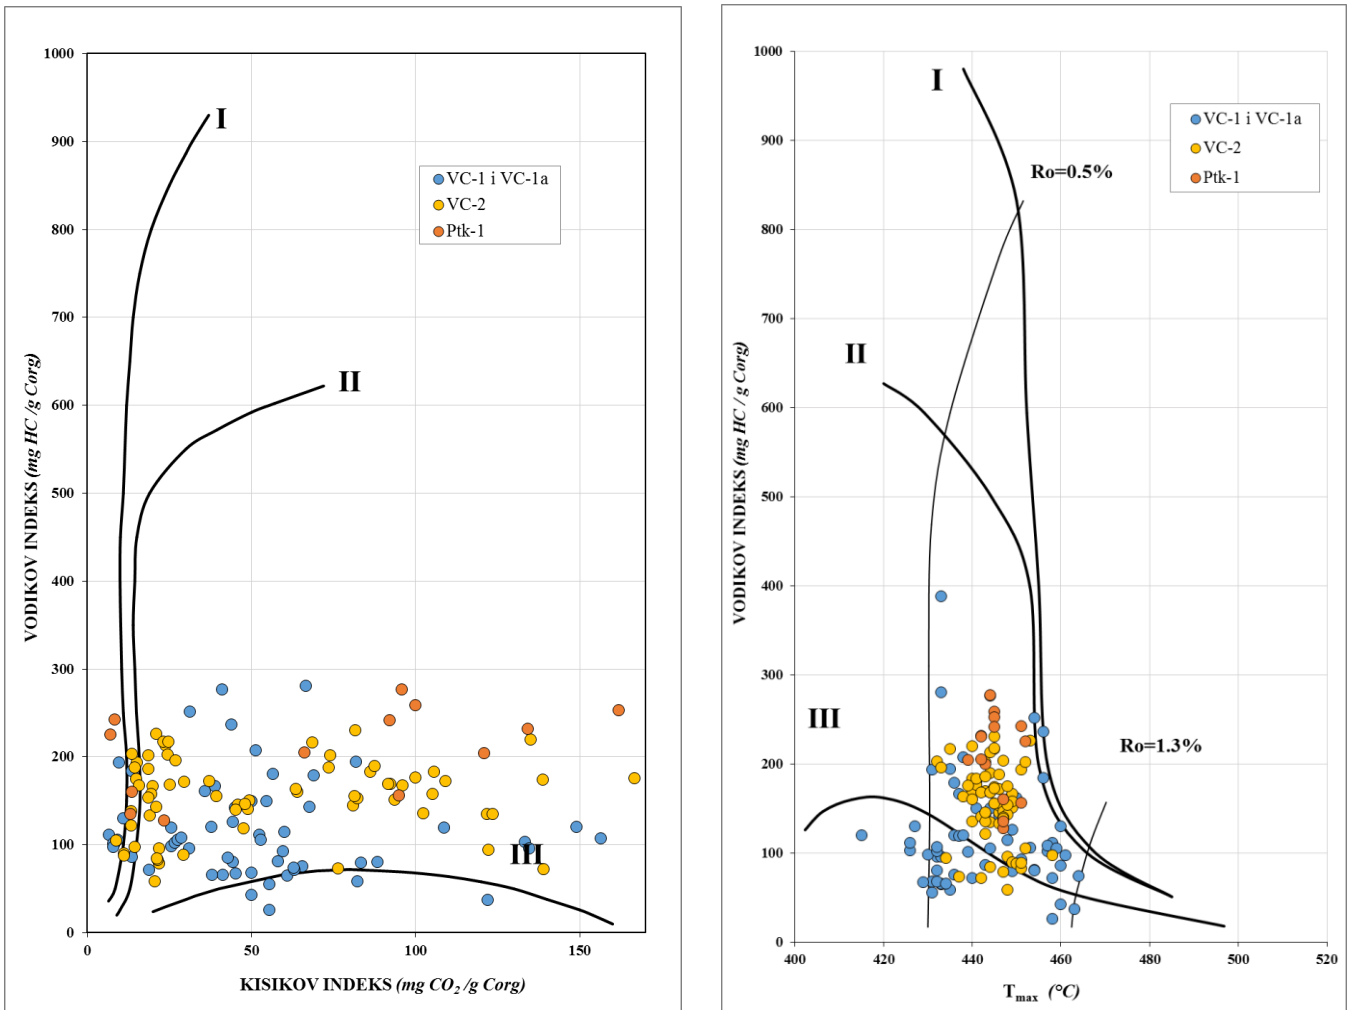 1000
900
800
700
600
500
400
300
200
100
0
0
50
100
150
VODIKOV INDEKS (mg HC /g Corg)
KISIKOV INDEKS (mg CO2 /g Corg)
I
II
III
VC-1 i VC-1a
VC-2
Ptk-1
1000
900
800
700
600
500
400
300
200
100
0
400
420
440
460
480
500
520
VODIKOV INDEKS (mg HC / g Corg)
Tmax (°C)
I
II
III
Ro=0.5%
Ro=1.3%
VC-1 i VC-1a
VC-2
Ptk-1